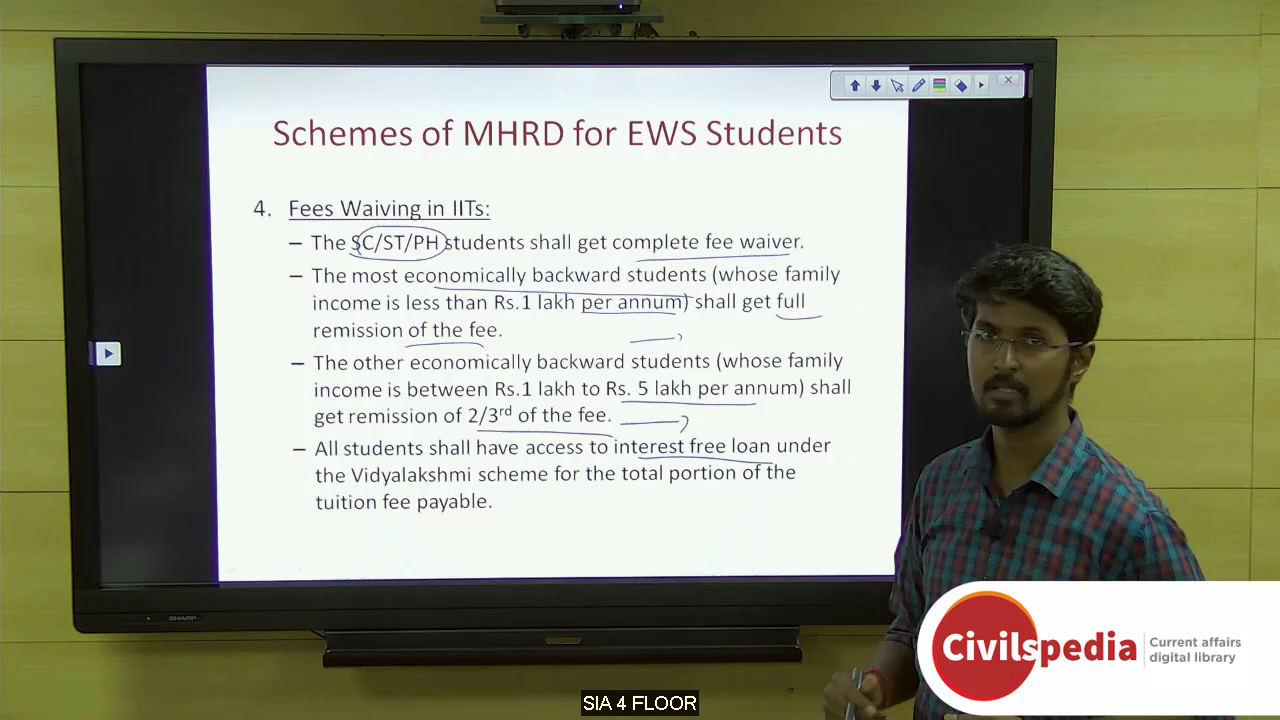 Schemes of MHRD for EWS Students
4. Fees Waiving in IITs:
– The SC/ST/PH students shall get complete fee waiver.
– The most economically backward students (whose family
income is less than Rs.1 lakh per annum) shall get full
remission of the fee.
– The other economically backward students (whose family
income is between Rs.1 lakh to Rs. 5 lakh per annum) shall
get remission of 2/3rd of the fee.
– All students shall have access to interest free loan under
the Vidyalakshmi scheme for the total portion of the
tuition fee payable.
SHARP
Civilspedia
Current affairs
digital library
SIA 4 FLOOR